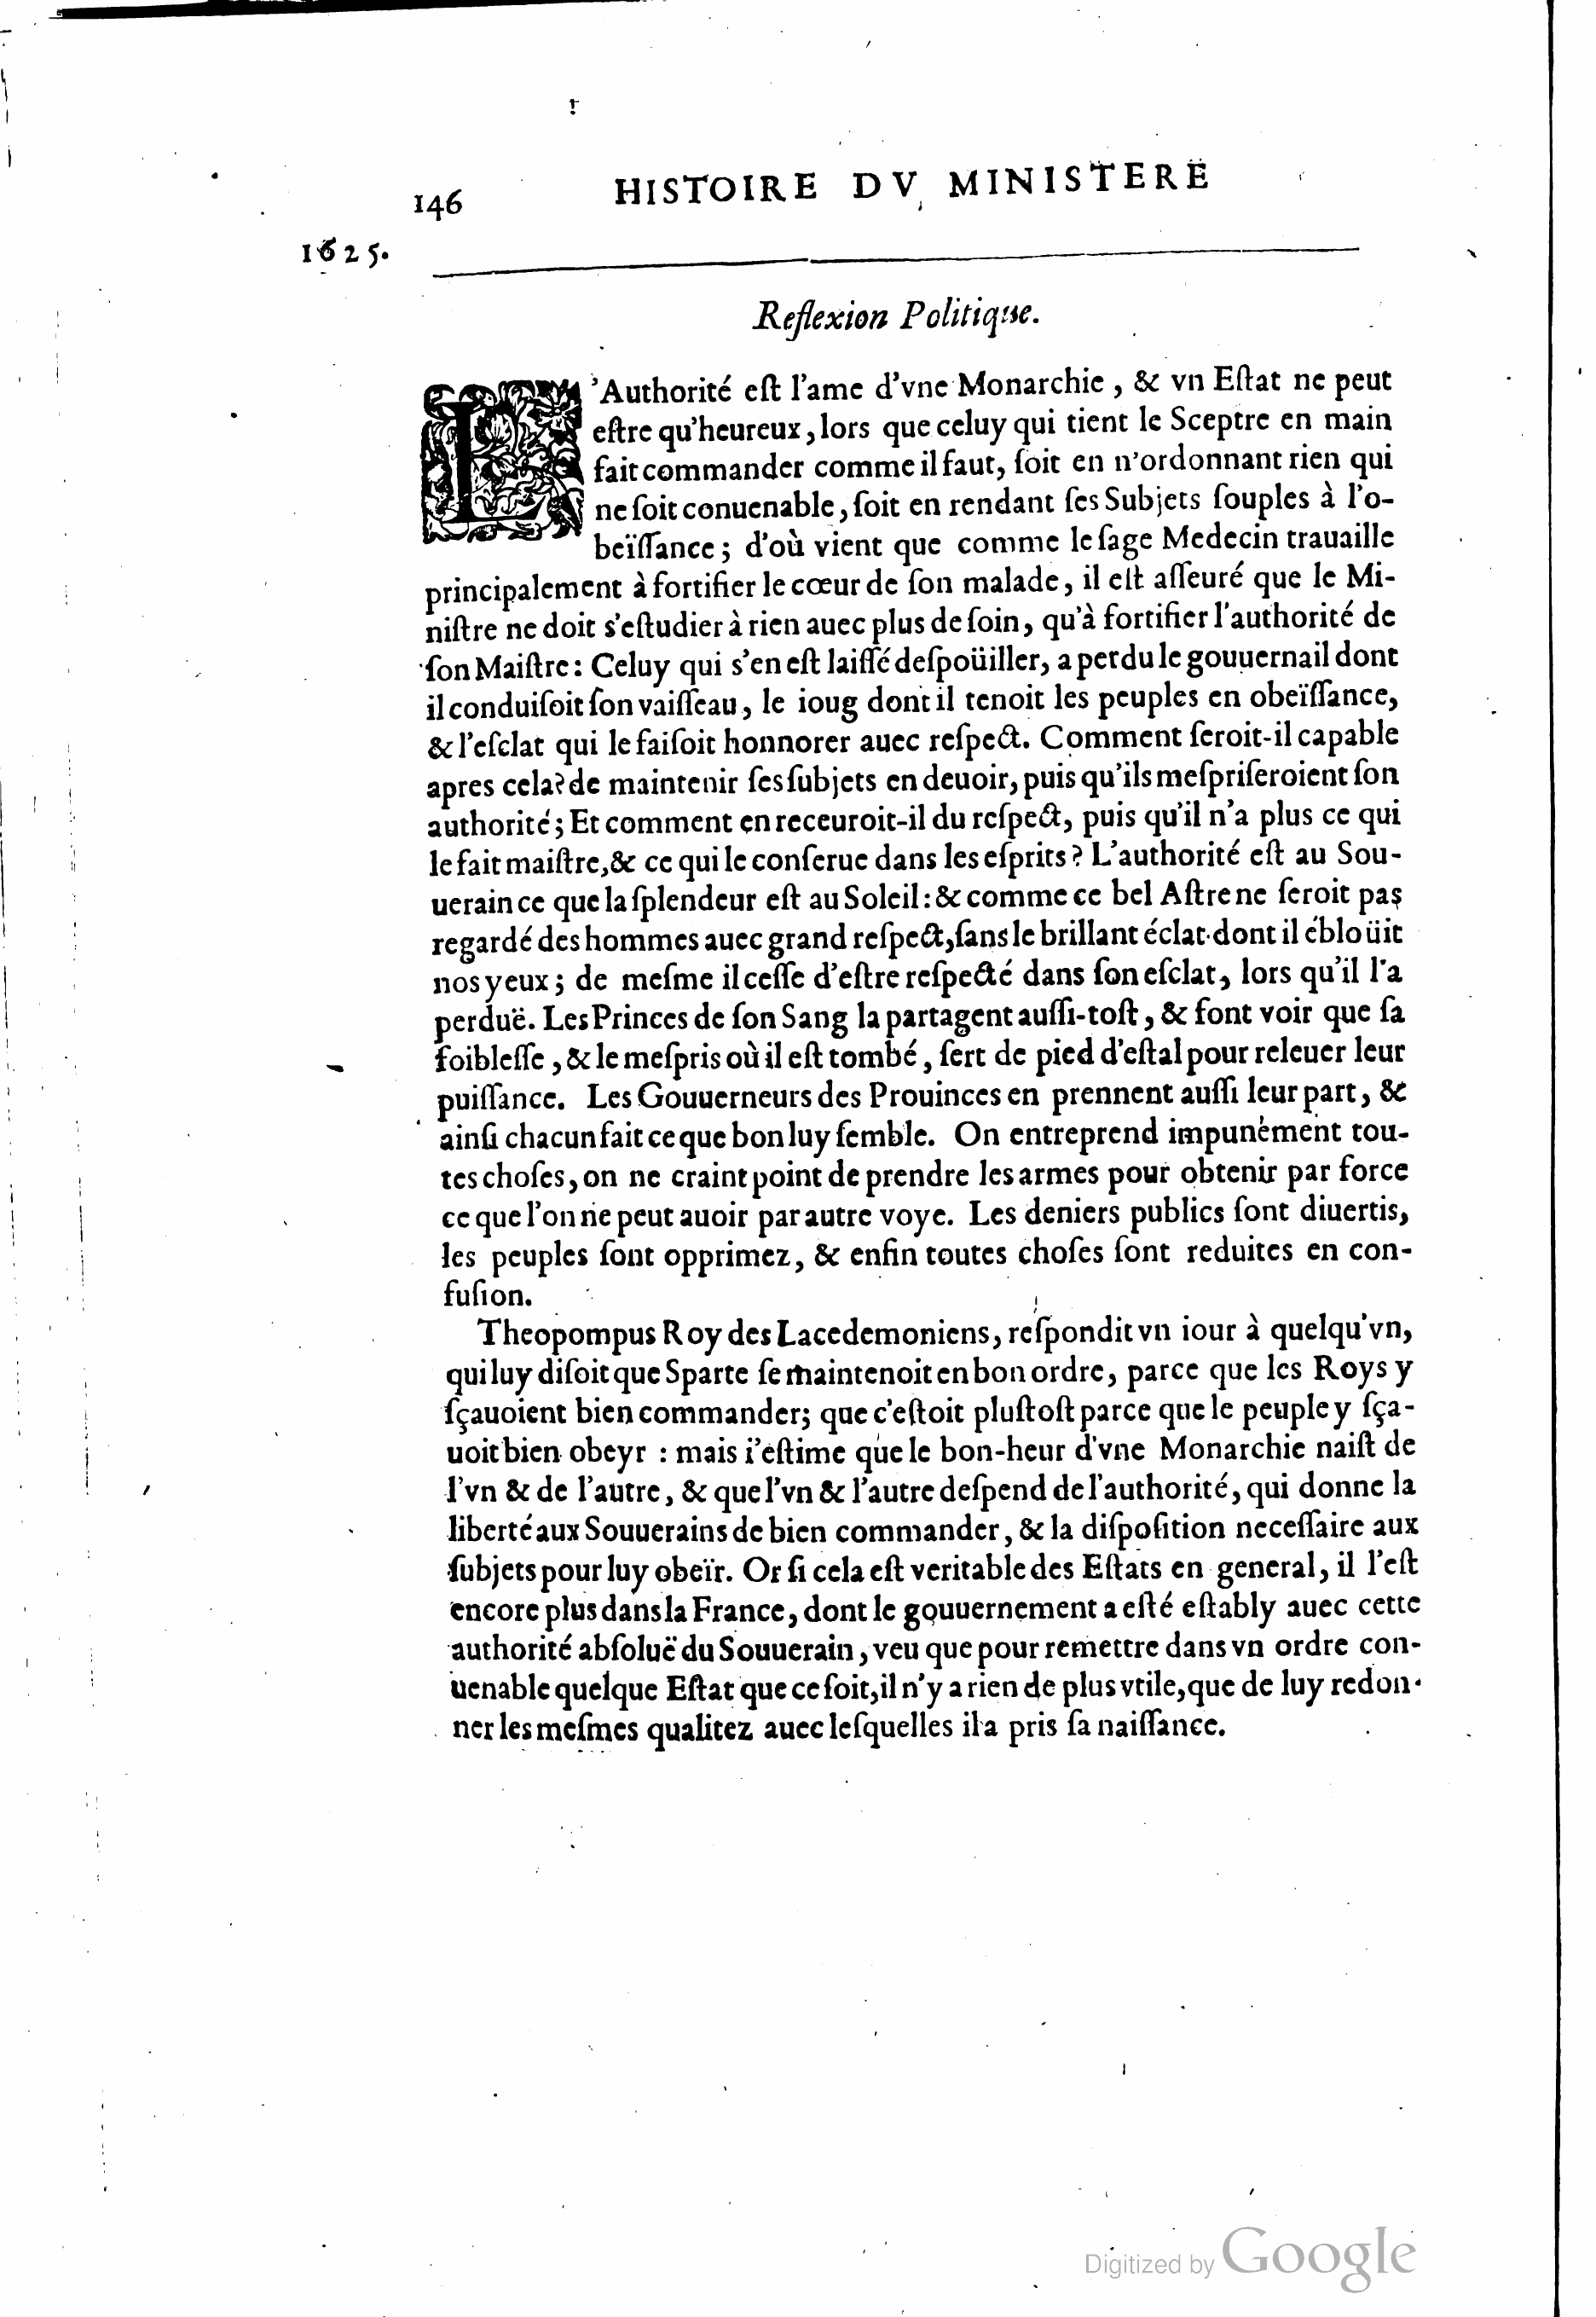 146 HISTOIRE DV MINISTERE
1625.
Reflexion Politique.
L'Authorité eſt l'ame d'vne Monarchie, & vn Eſtat ne peut
eſtre qu'heureux, lors que celuy qui tient le Sceptre en main
fait commander comme il faut, ſoit en n'ordonnant rien qui
ne ſoit conuenable, ſoit en rendant ſes Subjets ſouples à l'o-
beïſſance; d'où vient que comme le ſage Medecin trauaille
principalement à fortifier le cœur de ſon malade, il eſt aſſeuré que le Mi-
niſtre ne doit s'eſtudier à rien auec plus de ſoin, qu'à fortifier l'authorité de
ſon Maiſtre: Celuy qui s'en eſt laiſſé deſpoüiller, a perdu le gouuernail dont
il conduiſoit ſon vaiſſeau, le ioug dont il tenoit les peuples en obeïſſance,
& l'eſclat qui le faiſoit honnorer auec reſpect. Comment ſeroit-il capable
apres cela? de maintenir ſes ſubjets en deuoir, puis qu'ils meſpriſeroient ſon
authorité; Et comment en receuroit-il du reſpect, puis qu'il n'a plus ce qui
le fait maiſtre, & ce qui le conſerue dans les eſprits? L'authorité eſt au Sou-
uerain ce que la ſplendeur eſt au Soleil: & comme ce bel Aſtre ne ſeroit pas
regardé des hommes auec grand reſpect, ſans le brillant éclat dont il éblouït
nos yeux; de meſme il ceſſe d'eſtre reſpecté dans ſon eſclat, lors qu'il l'a
perduë. Les Princes de ſon Sang la partagent auſſi-toſt, & font voir que ſa
foibleſſe, & le meſpris où il eſt tombé, ſert de pied d'eſtal pour releuer leur
puiſſance. Les Gouuerneurs des Prouinces en prennent auſſi leur part, &
ainſi chacun fait ce que bon luy ſemble. On entreprend impunément tou-
tes choſes, on ne craint point de prendre les armes pour obtenir par force
ce que l'on ne peut auoir par autre voye. Les deniers publics ſont diuertis,
les peuples ſont opprimez, & enfin toutes choſes ſont reduites en con-
fuſion.
Theopompus Roy des Lacedemoniens, reſpondit vn iour à quelqu'vn,
qui luy diſoit que Sparte ſe maintenoit en bon ordre, parce que les Roys y
ſçauoient bien commander; que c'eſtoit pluſtoſt parce que le peuple y ſça-
uoit bien obeyr : mais i'eſtime que le bon-heur d'vne Monarchie naiſt de
l'vn & de l'autre, & que l'vn & l'autre deſpend de l'authorité, qui donne la
liberté aux Souuerains de bien commander, & la diſpoſition neceſſaire aux
ſubjets pour luy obeïr. Or ſi cela eſt veritable des Eſtats en general, il l'eſt
encore plus dans la France, dont le gouuernement a eſté eſtably auec cette
authorité abſoluë du Souuerain, veu que pour remettre dans vn ordre con-
uenable quelque Eſtat que ce ſoit, il n'y a rien de plus vtile, que de luy redon-
ner les meſmes qualitez auec leſquelles il a pris ſa naiſſance.
Digitized by Google